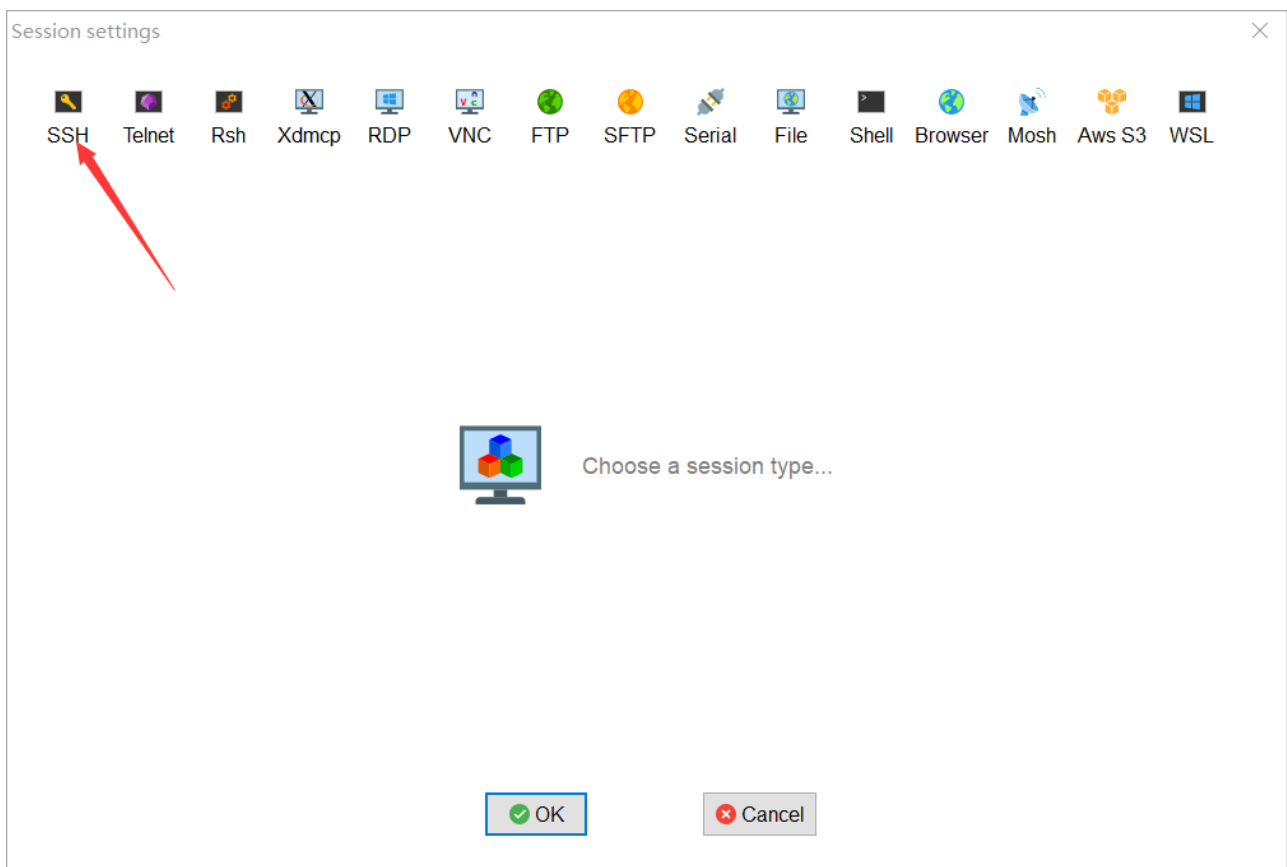 Session settings
SSH Telnet Rsh Xdmcp RDP VNC FTP SFTP Serial File Shell Browser Mosh Aws S3 WSL
Choose a session type...
OK Cancel